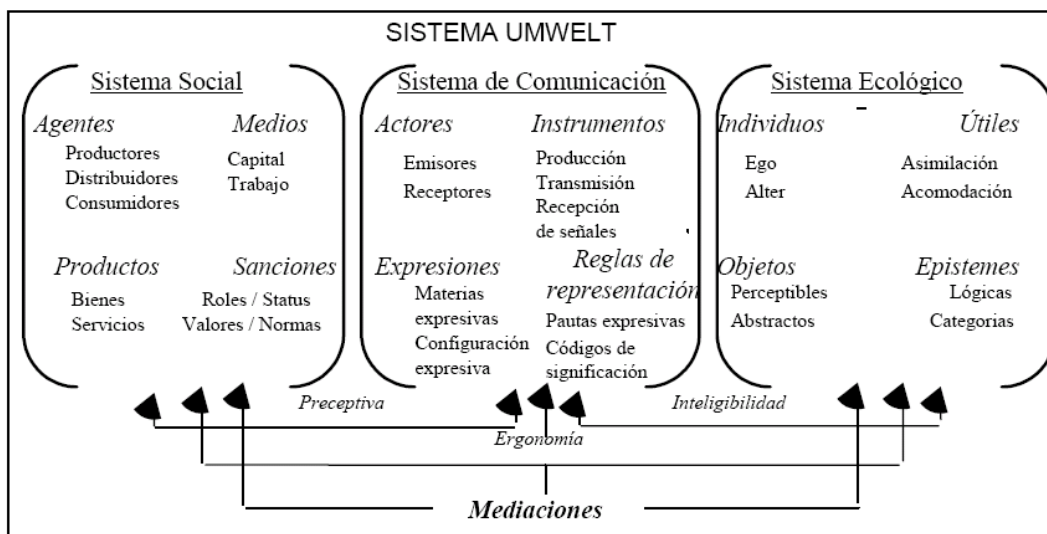 SISTEMA UMWELT
Sistema Social
Agentes
Productores
Distribuidores
Consumidores
Medios
Capital
Trabajo
Productos
Bienes
Servicios
Sanciones
Roles / Status
Valores / Normas
Sistema de Comunicación
Actores
Emisores
Receptores
Instrumentos
Producción
Transmisión
Recepción
de señales
Expresiones
Materias
expresivas
Configuración
expresiva
Reglas de
representación
Pautas expresivas
Códigos de
significación
Sistema Ecológico
Individuos
Ego
Alter
Útiles
Asimilación
Acomodación
Objetos
Perceptibles
Abstractos
Epistemes
Lógicas
Categorias
Preceptiva
Inteligibilidad
Ergonomía
Mediaciones